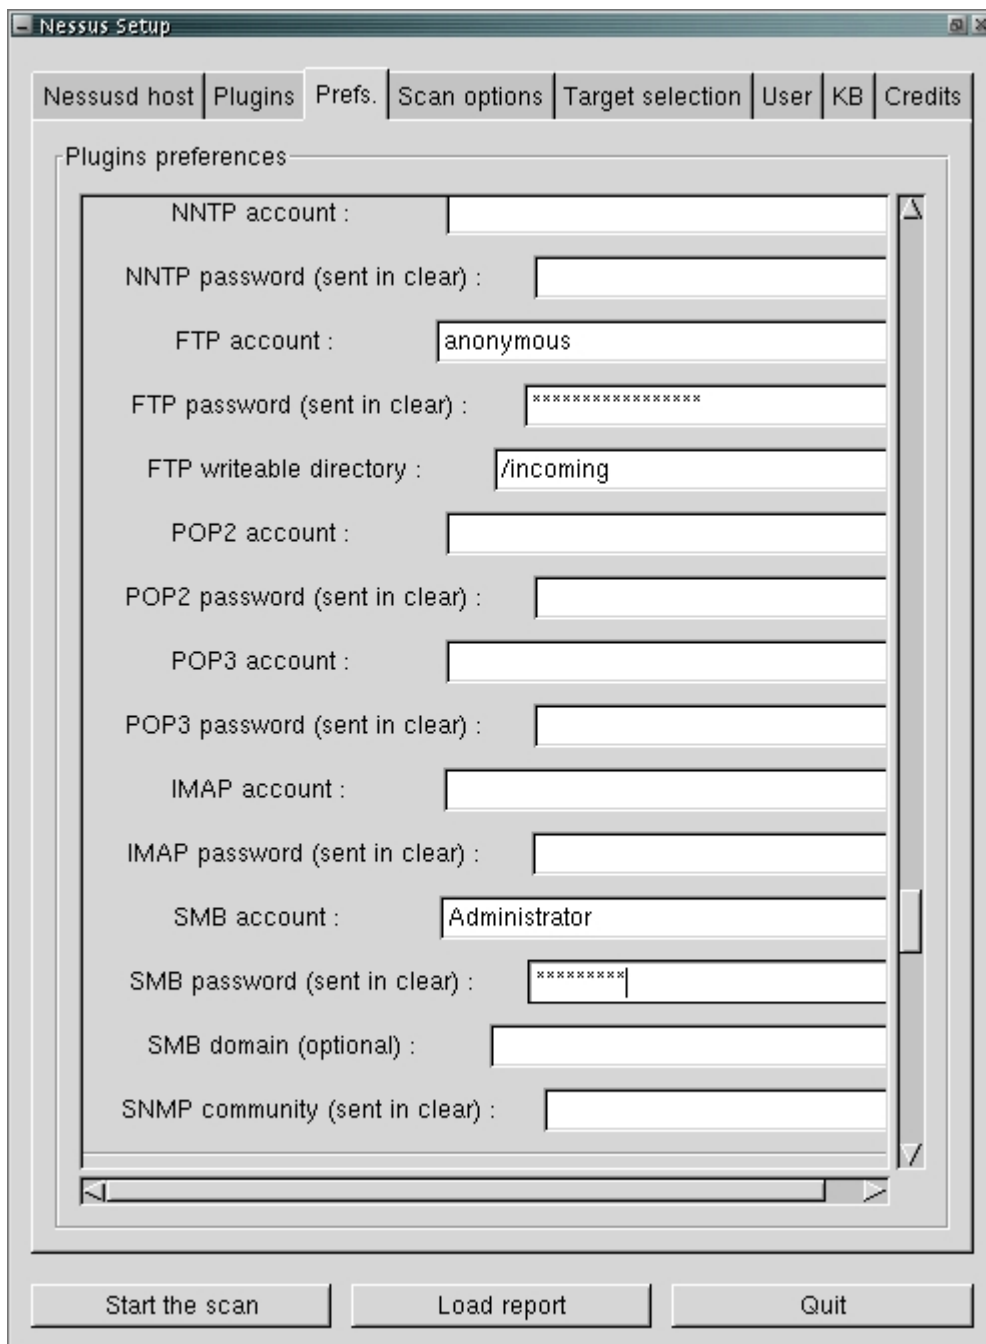 Nessus Setup
Nessusd host Plugins Prefs. Scan options Target selection User KB Credits
Plugins preferences
NNTP account :
NNTP password (sent in clear) :
FTP account : anonymous
FTP password (sent in clear) : *****************
FTP writeable directory : /incoming
POP2 account :
POP2 password (sent in clear) :
POP3 account :
POP3 password (sent in clear) :
IMAP account :
IMAP password (sent in clear) :
SMB account : Administrator
SMB password (sent in clear) : *********
SMB domain (optional) :
SNMP community (sent in clear) :
Start the scan Load report Quit